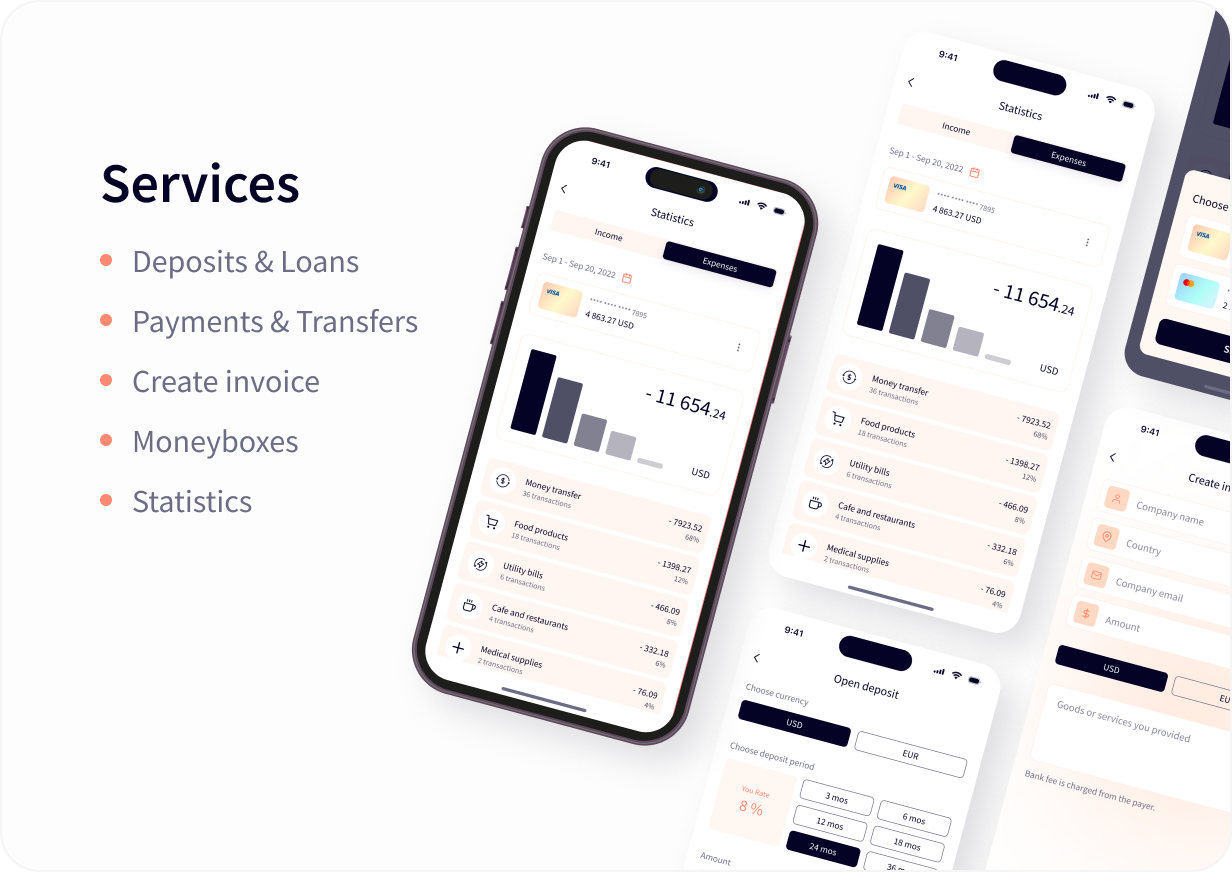 Services
Deposits & Loans
Payments & Transfers
Create invoice
Moneyboxes
Statistics
9:41
Statistics
Income
Expenses
Sep 1 - Sep 20, 2022
VISA
•••• •••• •••• 7895
4 863.27 USD
- 11 654.24
USD
Money transfer
36 transactions
- 7923.52
68%
Food products
18 transactions
- 1398.27
12%
Utility bills
6 transactions
- 466.09
8%
Cafe and restaurants
4 transactions
- 332.18
6%
Medical supplies
2 transactions
- 76.09
4%
9:41
Statistics
Income
Expenses
Sep 1 - Sep 20, 2022
VISA
•••• •••• •••• 7895
4 863.27 USD
- 11 654.24
USD
Money transfer
36 transactions
- 7923.52
68%
Food products
18 transactions
- 1398.27
12%
Utility bills
6 transactions
- 466.09
8%
Cafe and restaurants
4 transactions
- 332.18
6%
Medical supplies
2 transactions
- 76.09
4%
9:41
Open deposit
Choose currency
USD
EUR
Choose deposit period
You Rate
8 %
3 mos
6 mos
12 mos
18 mos
24 mos
36
Amount
Choose
VISA
2
9:41
Create in
Company name
Country
Company email
Amount
USD
EU
Goods or services you provided
Bank fee is charged from the payer.